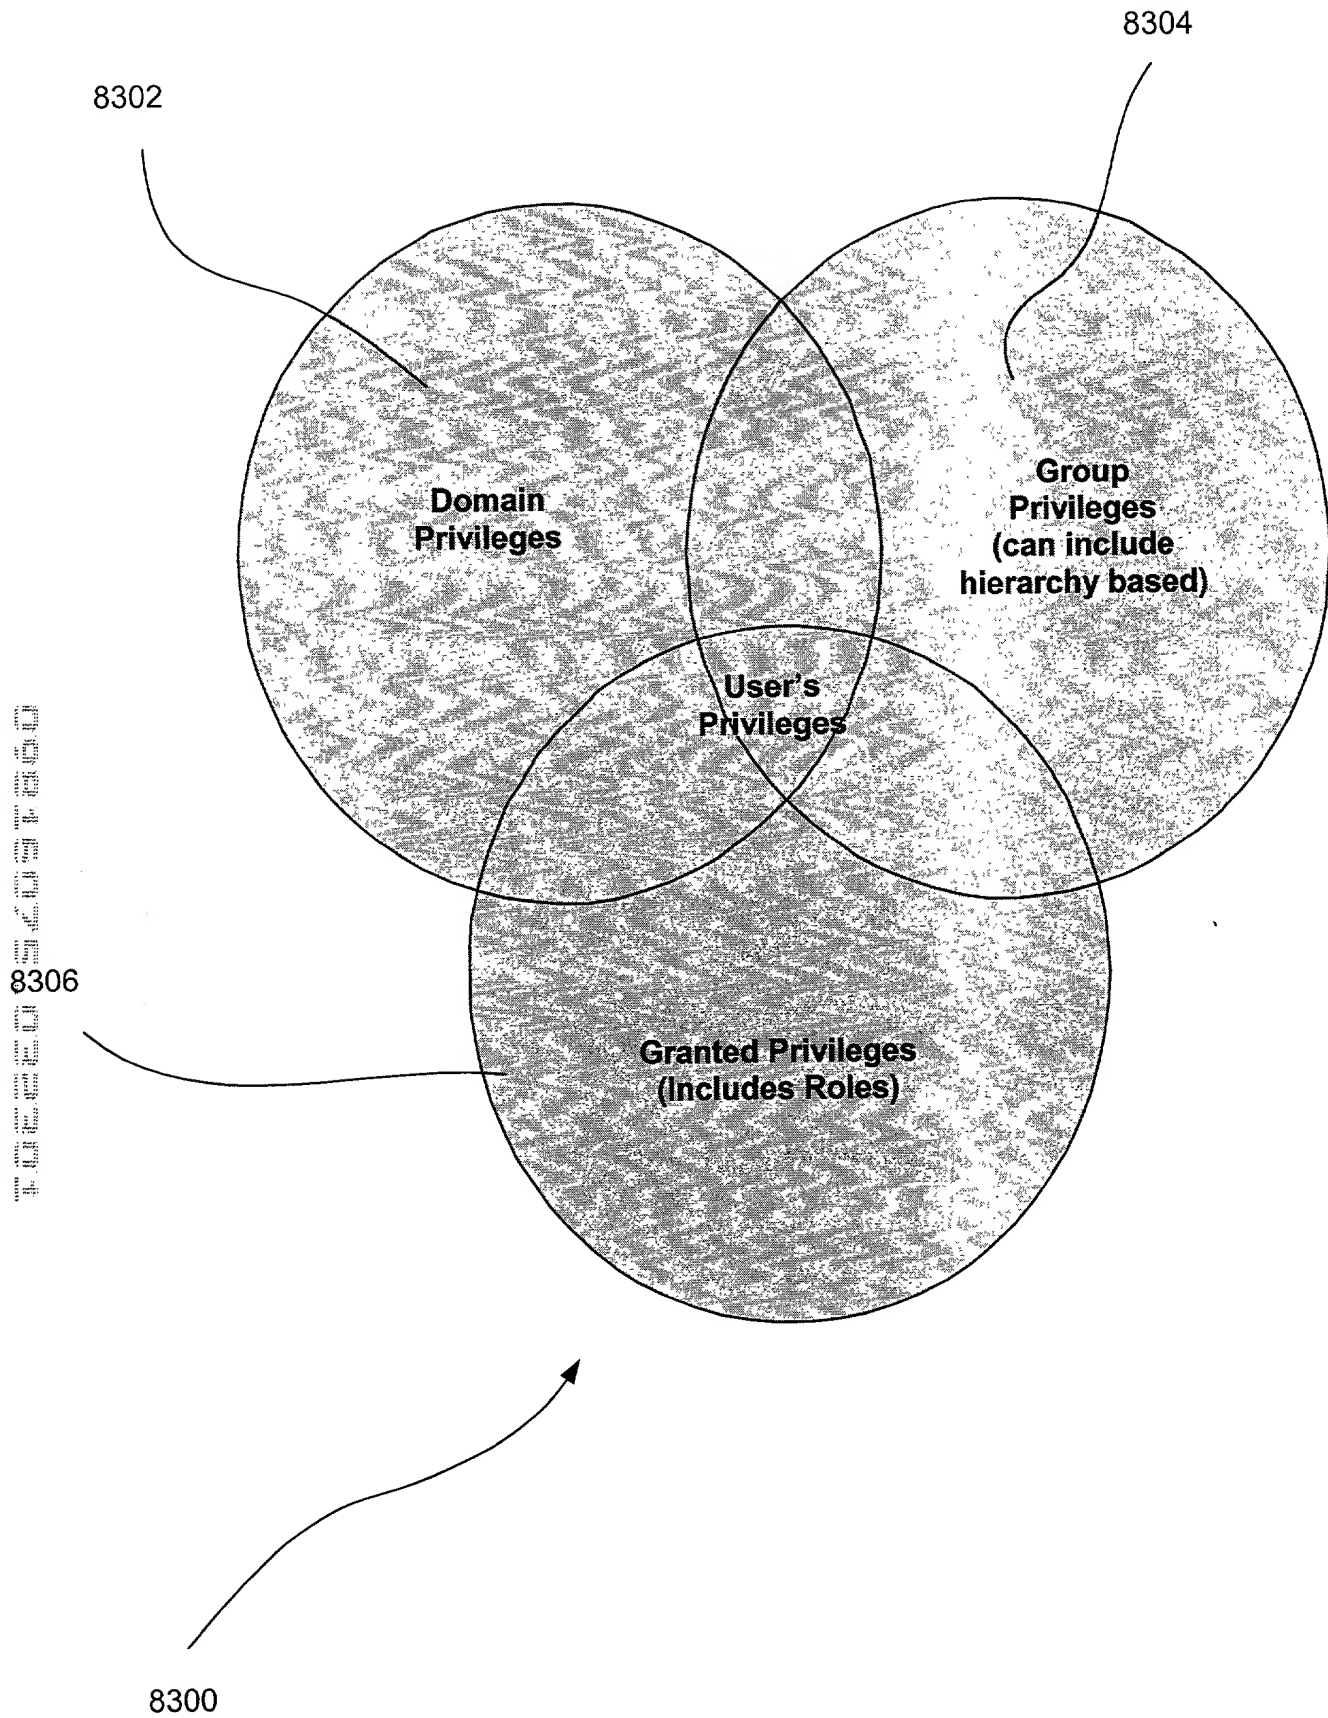 8304
8302
Domain
Privileges
Group
Privileges
(can include
hierarchy based)
User's
Privileges
8306
Granted Privileges
(Includes Roles)
8300